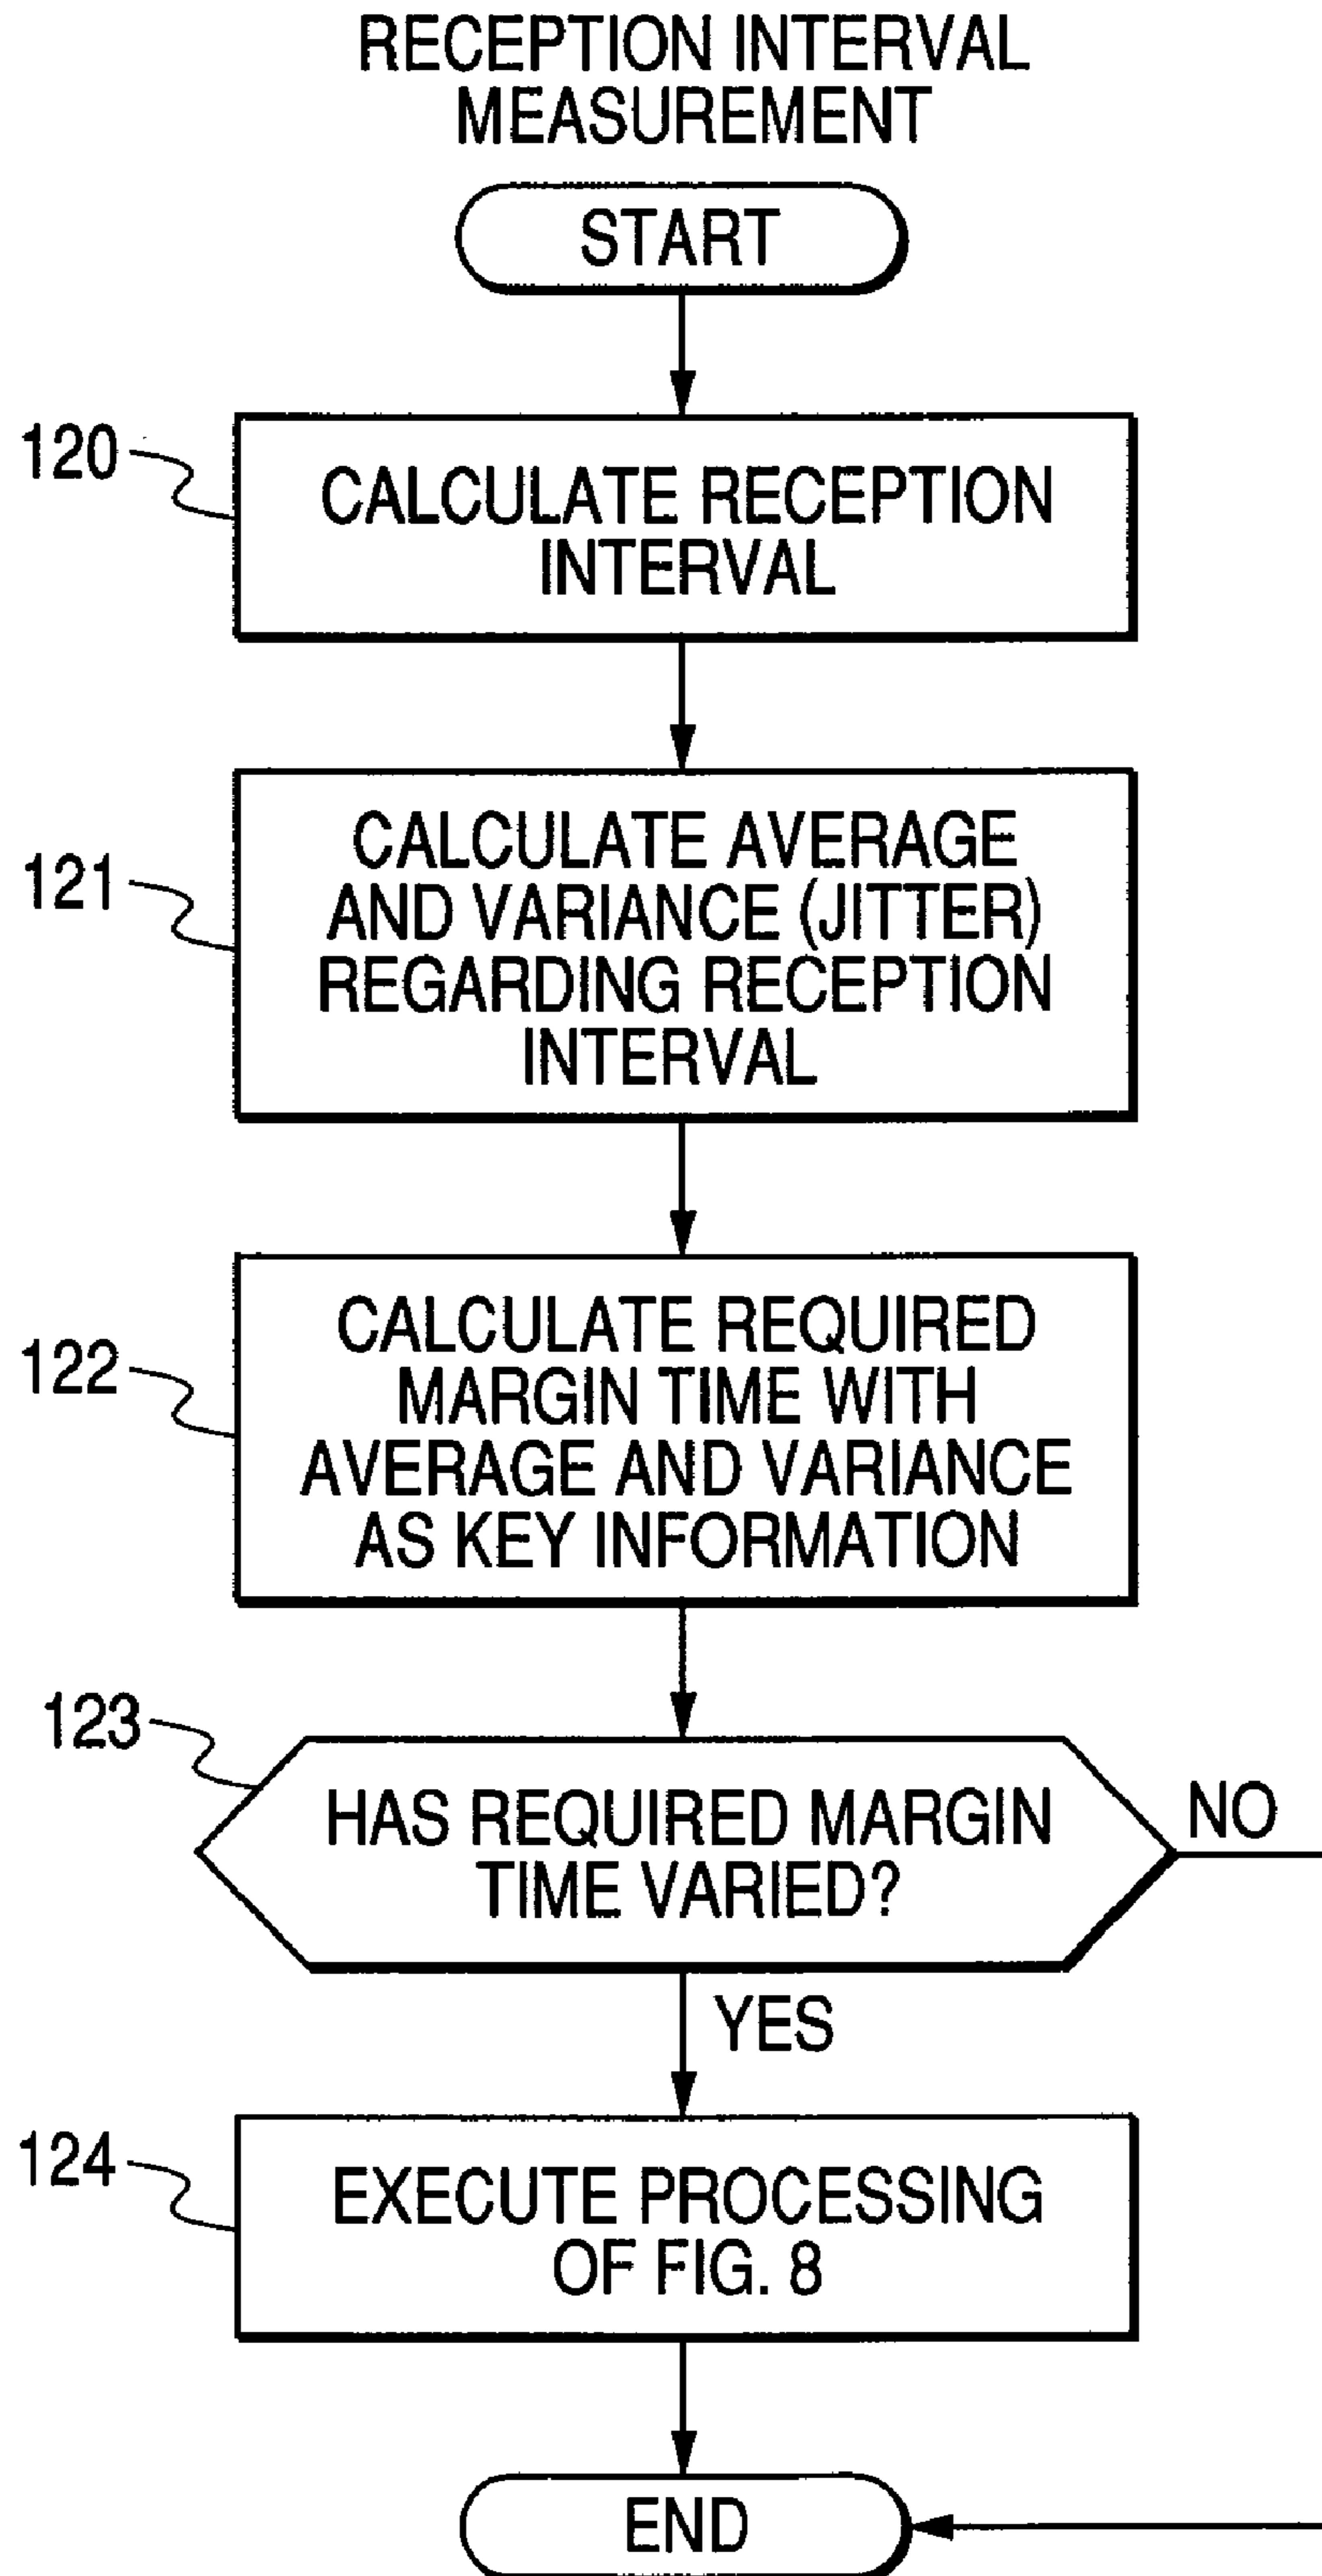 RECEPTION INTERVAL
MEASUREMENT
START
120
CALCULATE RECEPTION
INTERVAL
121
CALCULATE AVERAGE
AND VARIANCE (JITTER)
REGARDING RECEPTION
INTERVAL
122
CALCULATE REQUIRED
MARGIN TIME WITH
AVERAGE AND VARIANCE
AS KEY INFORMATION
123
HAS REQUIRED MARGIN
TIME VARIED?
NO
YES
124
EXECUTE PROCESSING
OF FIG. 8
END